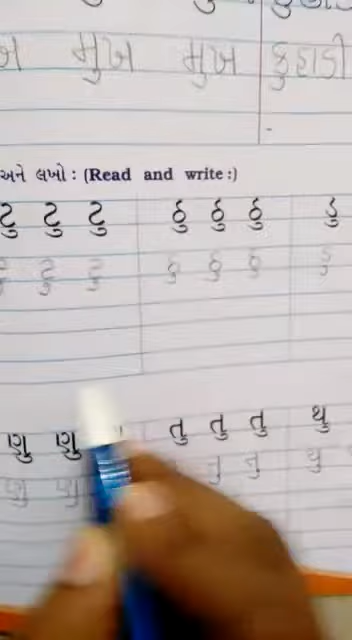 મુખ મુખ કુહાડી
અને લખો : (Read and write :)
ટુ ટુ ટુ ઠુ ઠુ ઠુ ડુ
ટુ ટુ ટુ ઠુ ઠુ ઠુ ડુ
ણુ ણુ તુ તુ તુ થુ
ણુ ણુ તુ તુ થુ